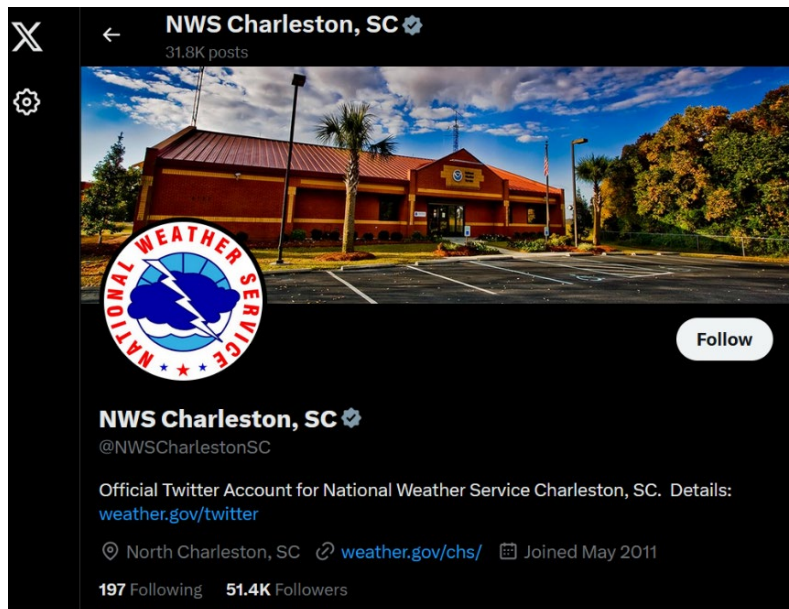 NWS Charleston, SC
31.8K posts
NATIONAL WEATHER SERVICE
Follow
NWS Charleston, SC
@NWSCharlestonSC
Official Twitter Account for National Weather Service Charleston, SC. Details:
weather.gov/twitter
North Charleston, SC weather.gov/chs/ Joined May 2011
197 Following 51.4K Followers